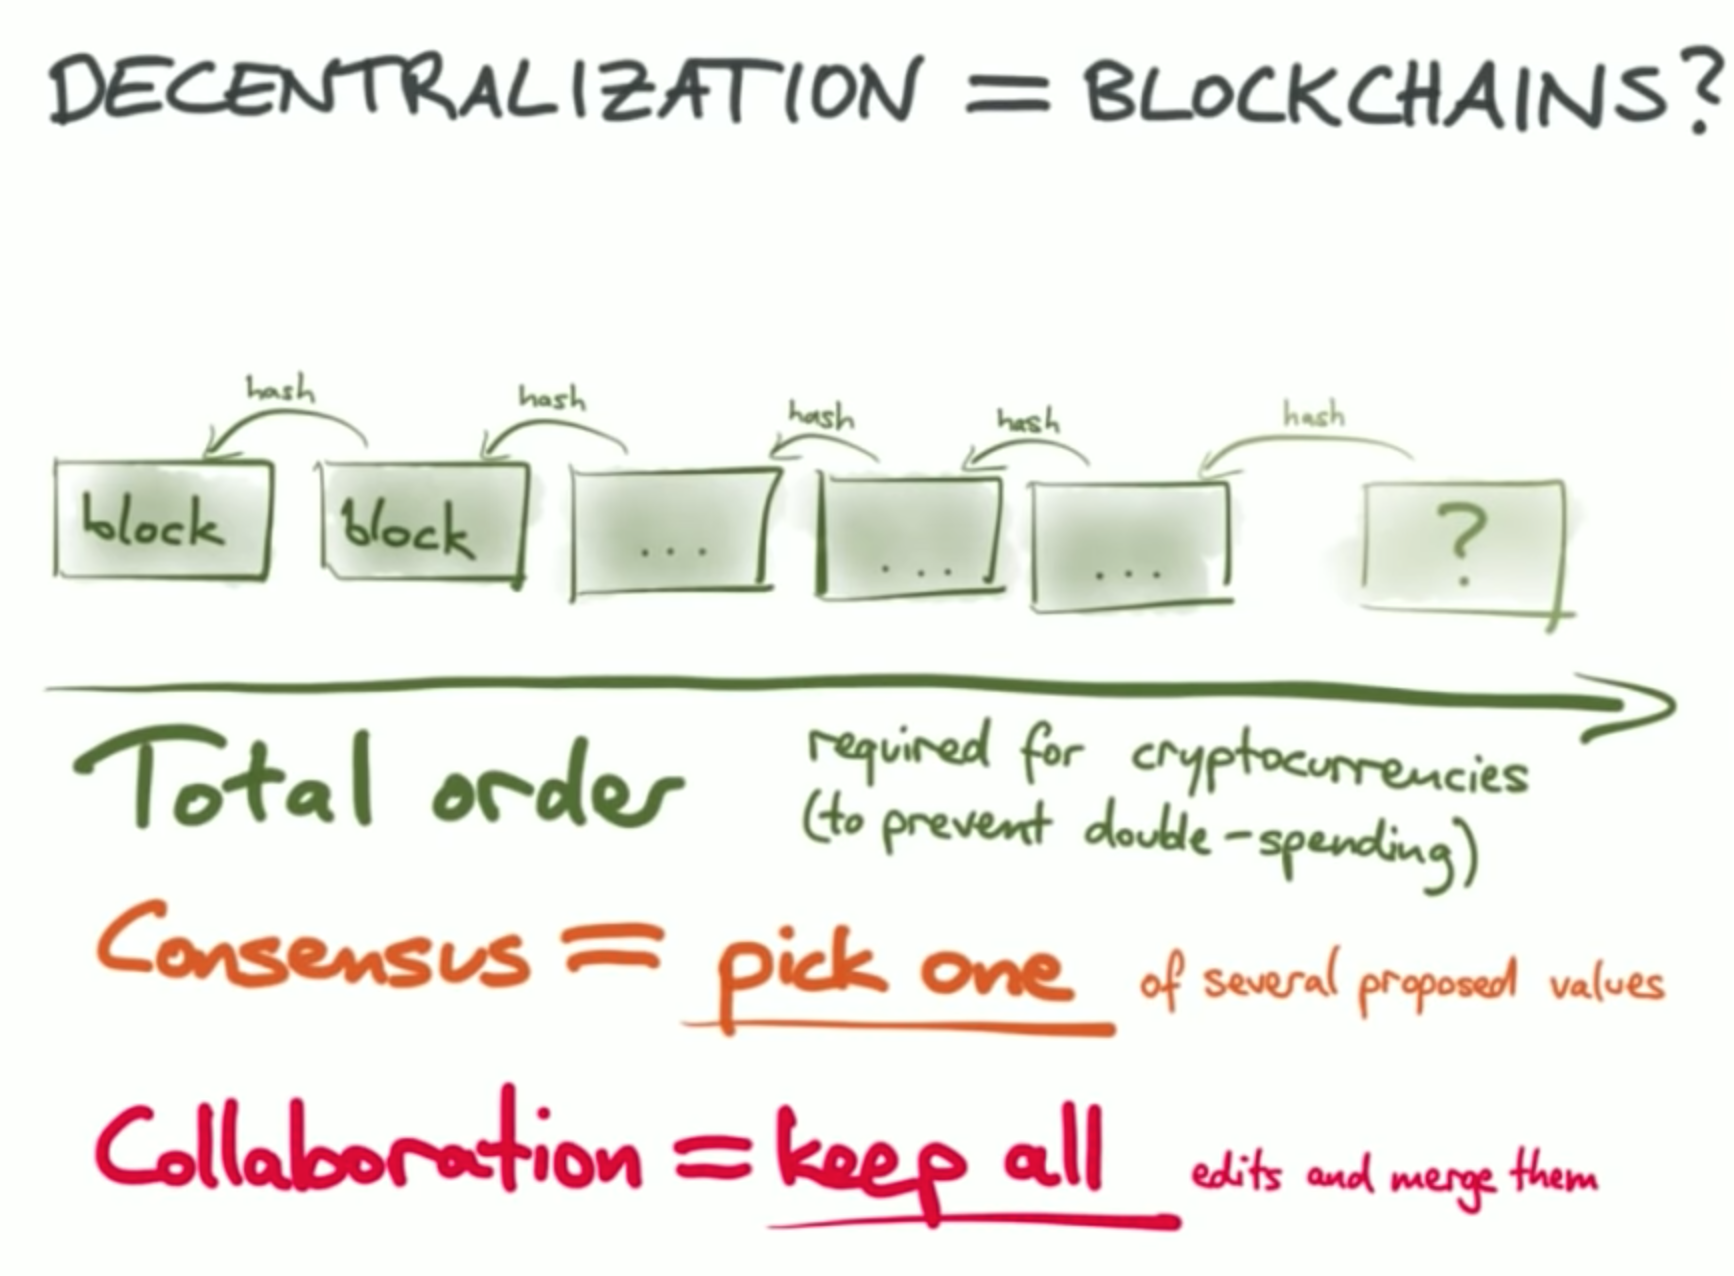 DECENTRALIZATION = BLOCKCHAINS?
hash hash hash hash hash
block block ... ... ... ?
Total order
required for cryptocurrencies
(to prevent double-spending)
Consensus = pick one of several proposed values
Collaboration = keep all edits and merge them